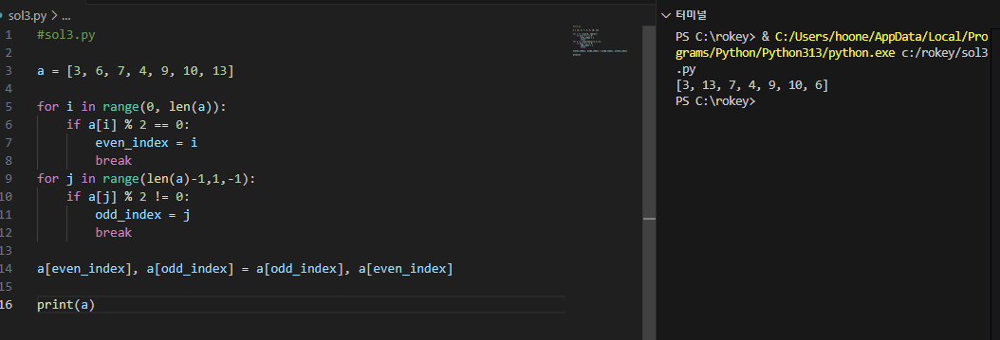 sol3.py > ...
1 #sol3.py
2
3 a = [3, 6, 7, 4, 9, 10, 13]
4
5 for i in range(0, len(a)):
6     if a[i] % 2 == 0:
7         even_index = i
8         break
9 for j in range(len(a)-1,1,-1):
10     if a[j] % 2 != 0:
11         odd_index = j
12         break
13
14 a[even_index], a[odd_index] = a[odd_index], a[even_index]
15
16 print(a)
터미널
PS C:\rokey> & C:/Users/hoone/AppData/Local/Pro
grams/Python/Python313/python.exe c:/rokey/sol3
.py
[3, 13, 7, 4, 9, 10, 6]
PS C:\rokey>